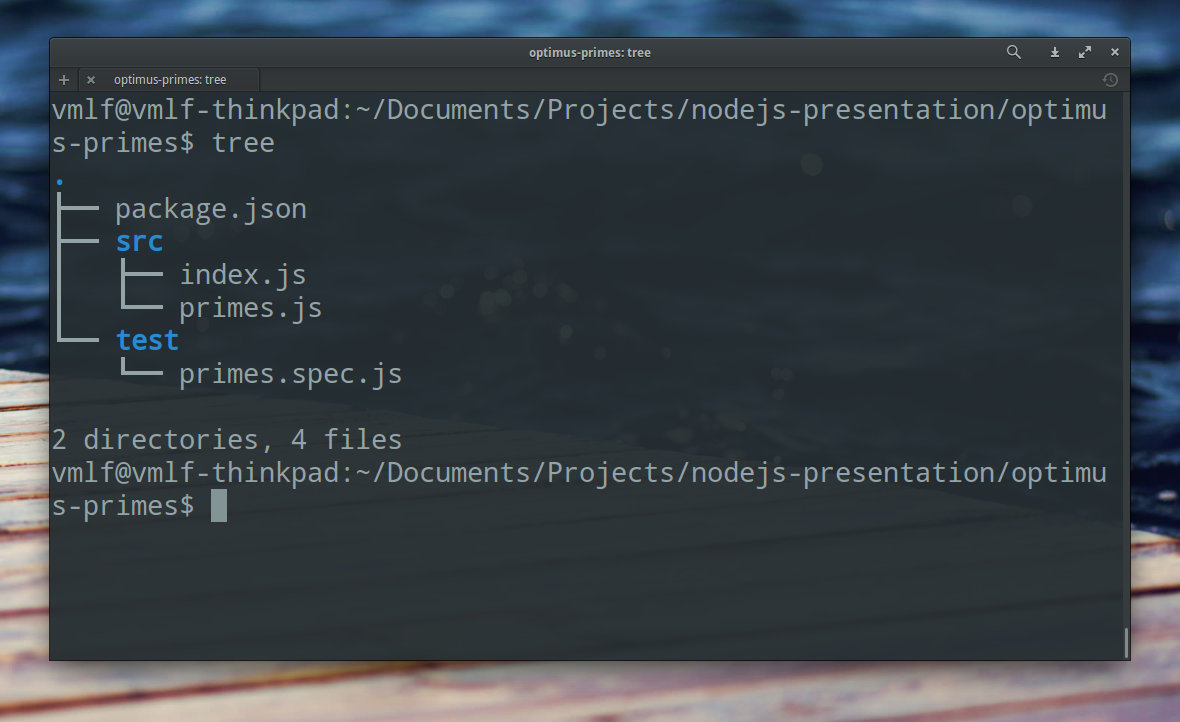 optimus-primes: tree
optimus-primes: tree
vmlf@vmlf-thinkpad:~/Documents/Projects/nodejs-presentation/optimu
s-primes$ tree
.
├── package.json
├── src
│   ├── index.js
│   └── primes.js
└── test
    └── primes.spec.js
2 directories, 4 files
vmlf@vmlf-thinkpad:~/Documents/Projects/nodejs-presentation/optimu
s-primes$